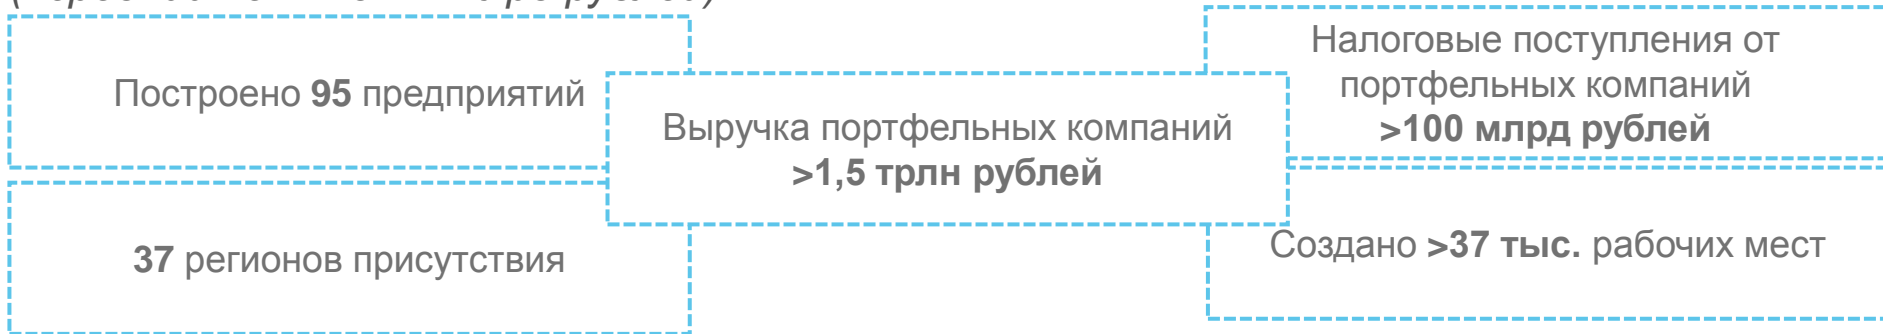 Построено 95 предприятий
37 регионов присутствия
Выручка портфельных компаний
>1,5 трлн рублей
Налоговые поступления от
портфельных компаний
>100 млрд рублей
Создано >37 тыс. рабочих мест